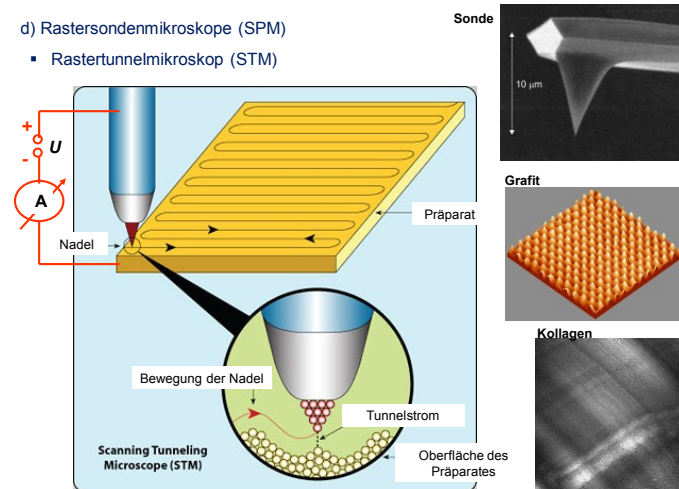 d) Rastersondenmikroskope (SPM)
▪ Rastertunnelmikroskop (STM)
Sonde
10 µm
+
U
-
A
Nadel
Präparat
Grafit
Kollagen
Bewegung der Nadel
Tunnelstrom
Scanning Tunneling
Microscope (STM)
Oberfläche des
Präparates